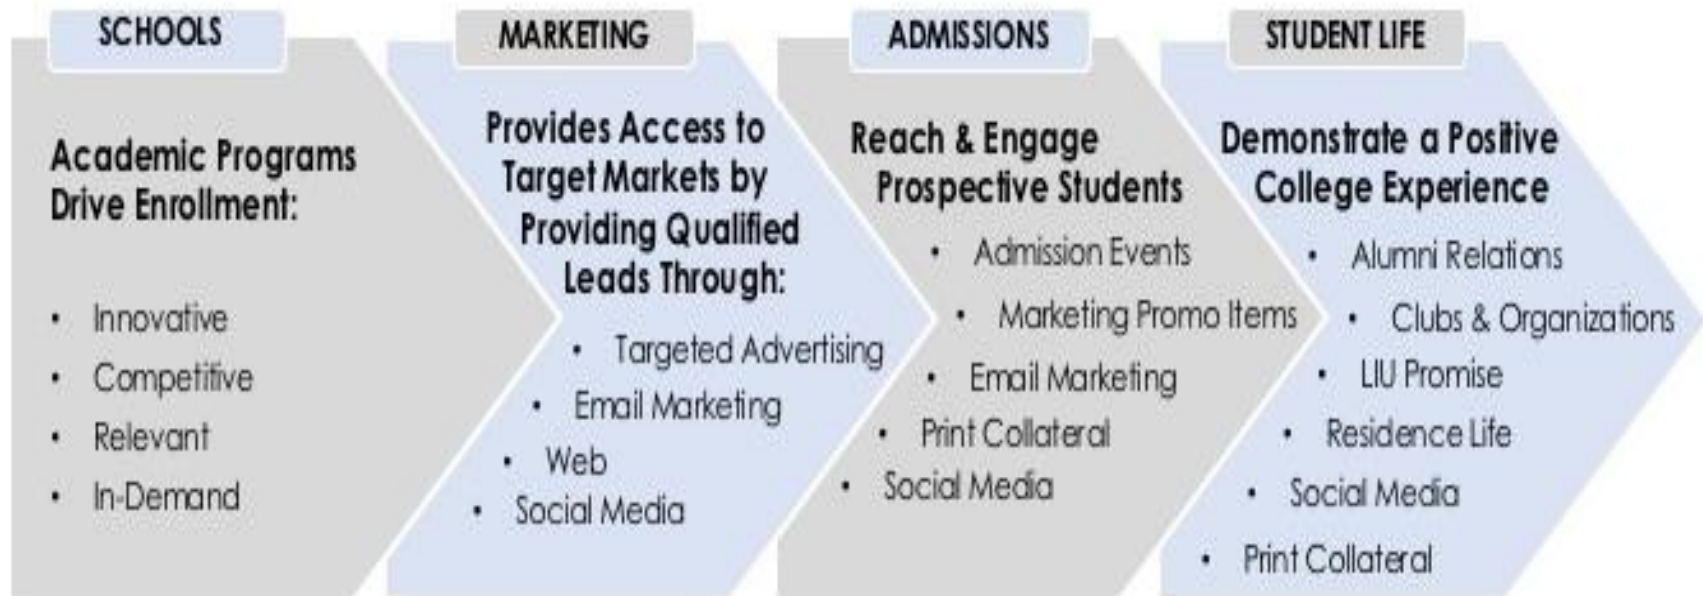 SCHOOLS
Academic Programs
Drive Enrollment:
• Innovative
• Competitive
• Relevant
• In-Demand
MARKETING
Provides Access to
Target Markets by
Providing Qualified
Leads Through:
• Targeted Advertising
• Email Marketing
• Web
• Social Media
ADMISSIONS
Reach & Engage
Prospective Students
• Admission Events
• Marketing Promo Items
• Email Marketing
• Print Collateral
• Social Media
STUDENT LIFE
Demonstrate a Positive
College Experience
• Alumni Relations
• Clubs & Organizations
• LIU Promise
• Residence Life
• Social Media
• Print Collateral